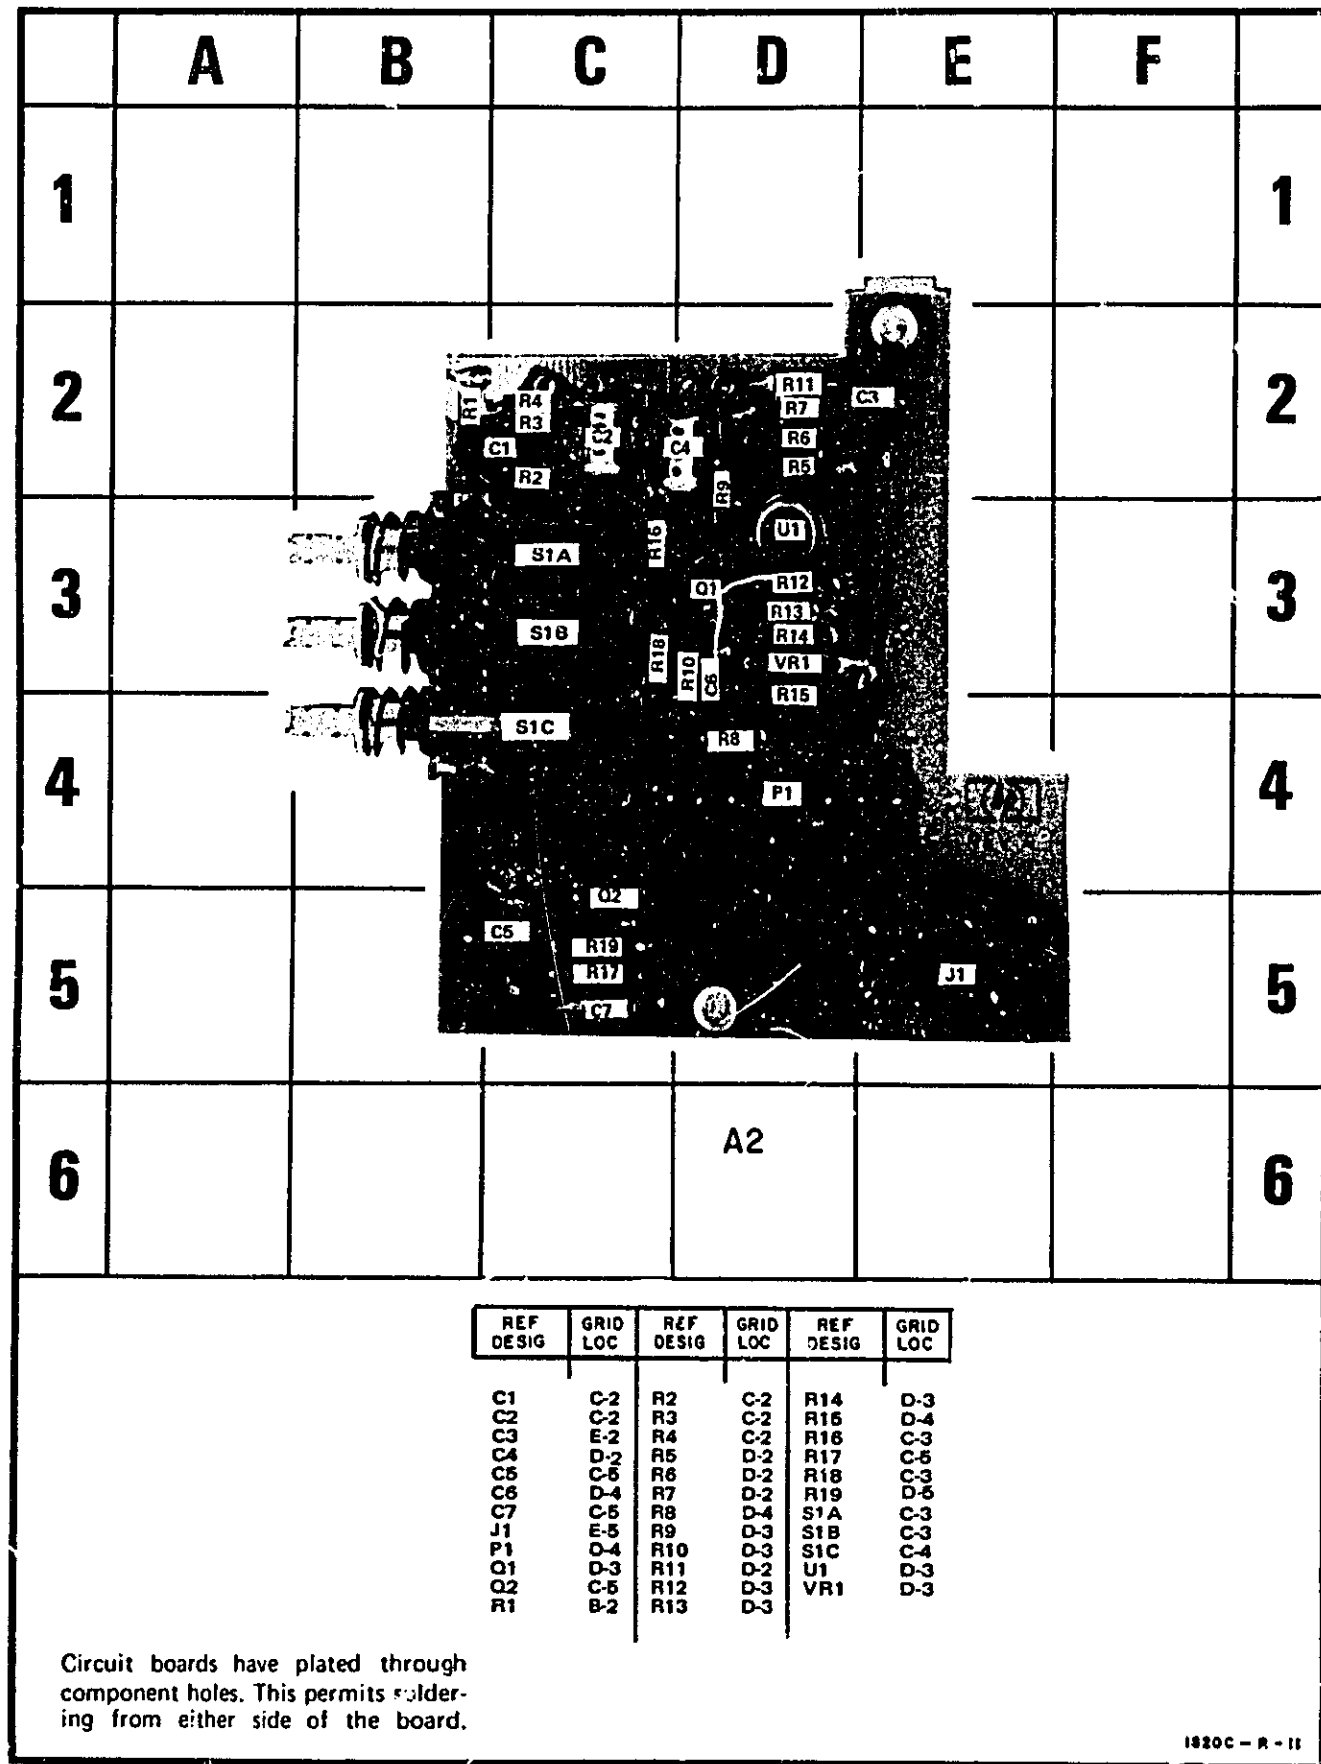 A B C D E F
1 1
2 2
3 3
4 4
5 5
6 6
R1
R4
R3
C1
R2
C2
C4
R11
R7
R6
R5
C3
R9
S1A
R16
U1
Q1
R12
R13
R14
S1B
R18
R10
C6
VR1
R15
S1C
R8
P1
Q2
C5
R19
R17
C7
J1
A2
REF DESIG GRID LOC REF DESIG GRID LOC REF DESIG GRID LOC
C1 C-2 R2 C-2 R14 D-3
C2 C-2 R3 C-2 R15 D-4
C3 E-2 R4 C-2 R16 C-3
C4 D-2 R5 D-2 R17 C-5
C5 C-5 R6 D-2 R18 C-3
C6 D-4 R7 D-2 R19 D-5
C7 C-5 R8 D-4 S1A C-3
J1 E-5 R9 D-3 S1B C-3
P1 D-4 R10 D-3 S1C C-4
Q1 D-3 R11 D-2 U1 D-3
Q2 C-5 R12 D-3 VR1 D-3
R1 B-2 R13 D-3
Circuit boards have plated through
component holes. This permits solder-
ing from either side of the board.
1820C - R - 11